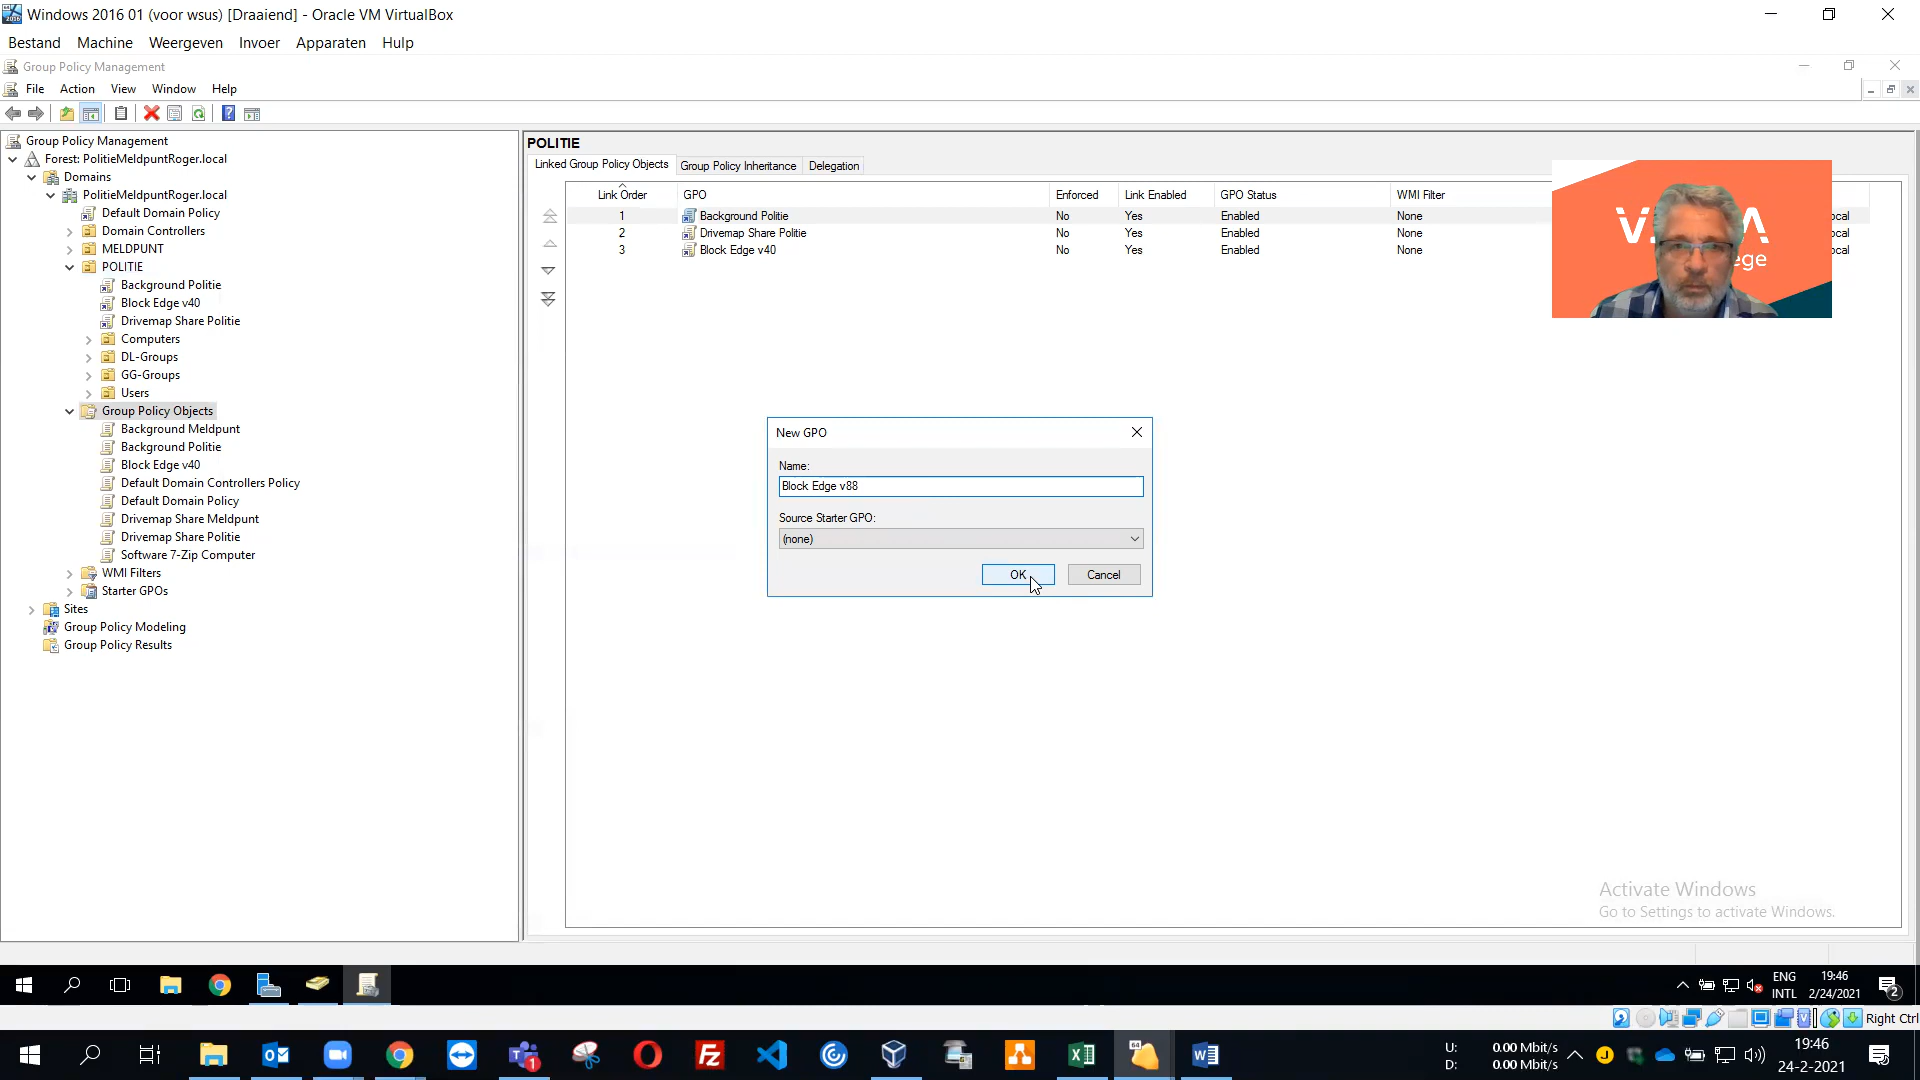 Windows 2016 01 (voor wsus) [Draaiend] - Oracle VM VirtualBox
Bestand Machine Weergeven Invoer Apparaten Hulp
Group Policy Management
File Action View Window Help
Group Policy Management
Forest: PolitieMeldpuntRoger.local
Domains
PolitieMeldpuntRoger.local
Default Domain Policy
Domain Controllers
MELDPUNT
POLITIE
Background Politie
Block Edge v40
Drivemap Share Politie
Computers
DL-Groups
GG-Groups
Users
Group Policy Objects
Background Meldpunt
Background Politie
Block Edge v40
Default Domain Controllers Policy
Default Domain Policy
Drivemap Share Meldpunt
Drivemap Share Politie
Software 7-Zip Computer
WMI Filters
Starter GPOs
Sites
Group Policy Modeling
Group Policy Results
POLITIE
Linked Group Policy Objects Group Policy Inheritance Delegation
Link Order GPO Enforced Link Enabled GPO Status WMI Filter
1 Background Politie No Yes Enabled None
2 Drivemap Share Politie No Yes Enabled None
3 Block Edge v40 No Yes Enabled None
New GPO
Name:
Block Edge v88
Source Starter GPO:
(none)
OK Cancel
Activate Windows
Go to Settings to activate Windows.
ENG
INTL
19:46
2/24/2021
2
Right Ctrl
U: 0.00 Mbit/s
D: 0.00 Mbit/s
19:46
24-2-2021